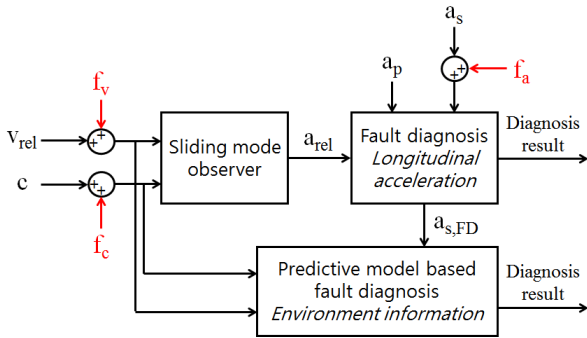 a_s
a_p
+
+
f_a
f_v
v_rel
+
+
Sliding mode
observer
a_rel
Fault diagnosis
Longitudinal
acceleration
Diagnosis
result
c
+
+
f_c
a_s,FD
Predictive model based
fault diagnosis
Environment information
Diagnosis
result